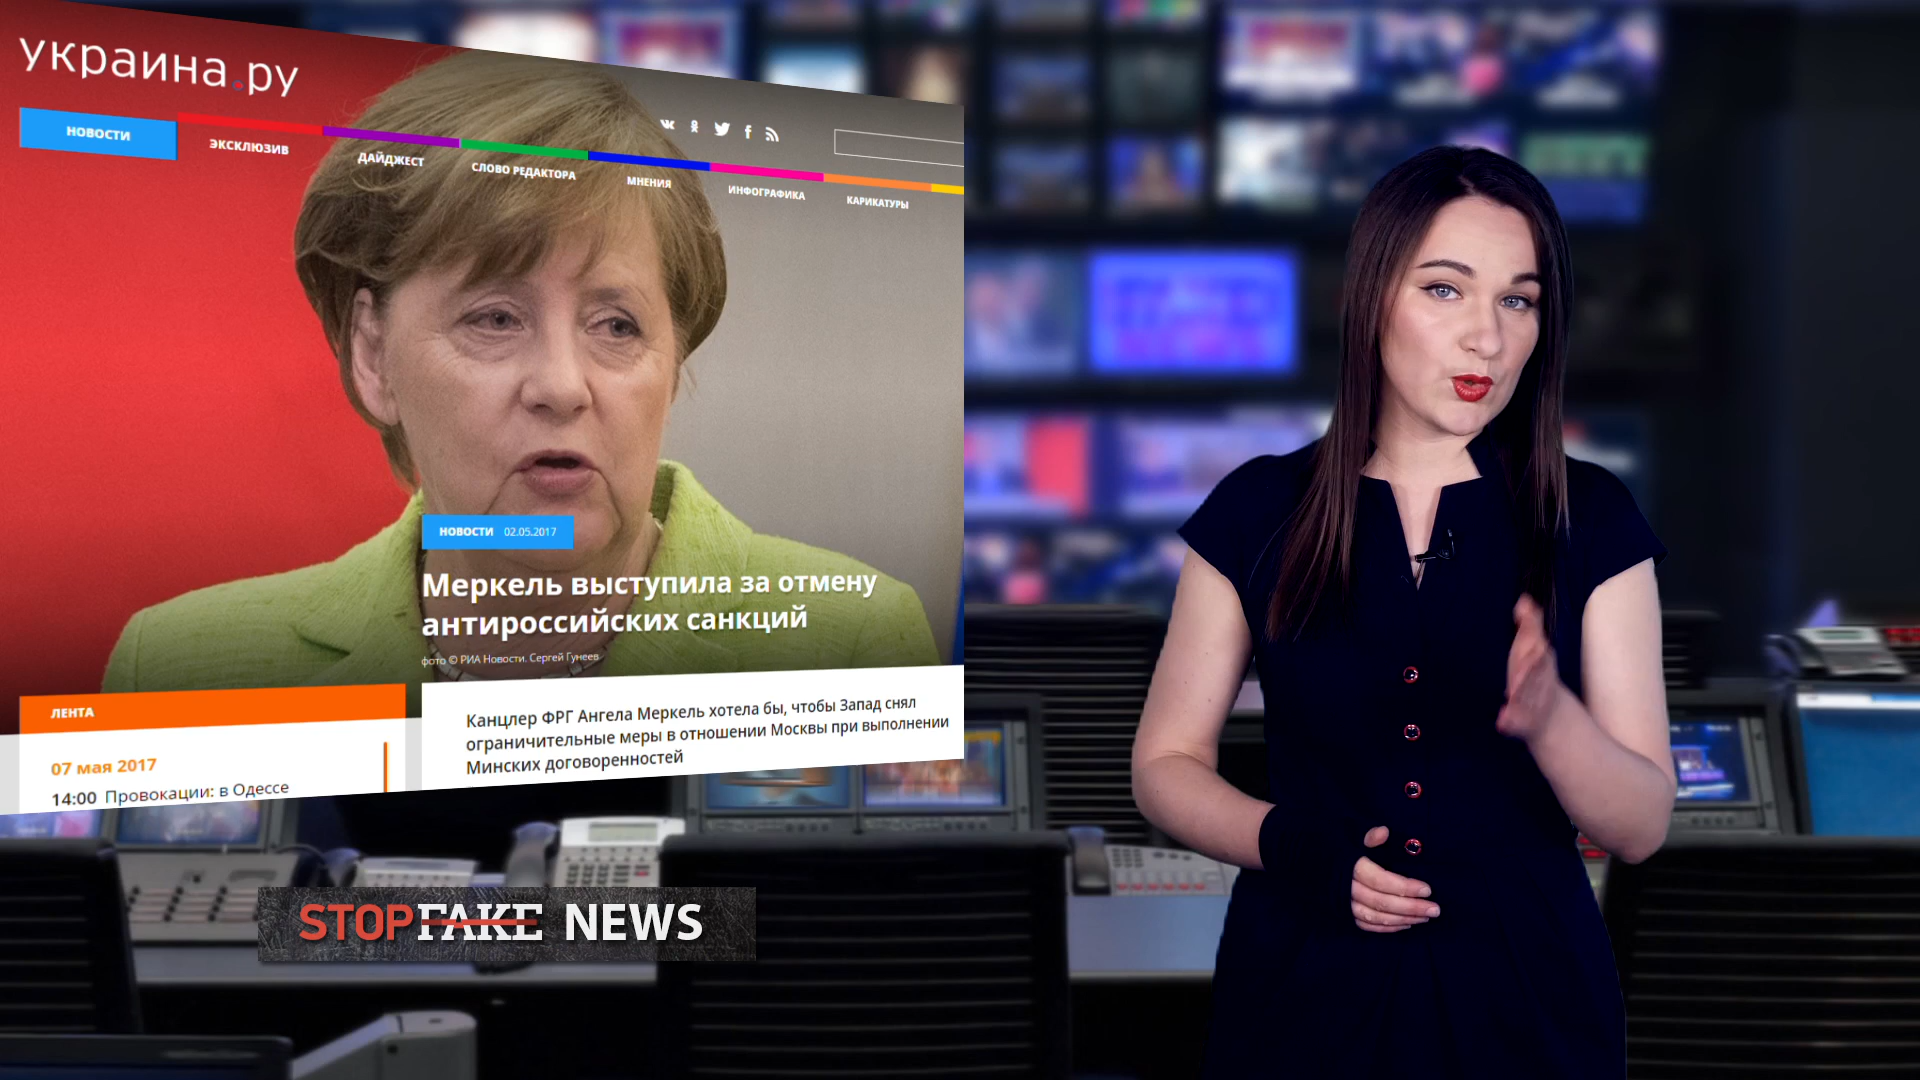 украина.ру
НОВОСТИ
ЭКСКЛЮЗИВ
ДАЙДЖЕСТ
СЛОВО РЕДАКТОРА
МНЕНИЯ
ИНФОГРАФИКА
КАРИКАТУРЫ
НОВОСТИ 02.05.2017
Меркель выступила за отмену
антироссийских санкций
фото © РИА Новости. Сергей Гунеев
ЛЕНТА
07 мая 2017
14:00 Провокации: в Одессе
Канцлер ФРГ Ангела Меркель хотела бы, чтобы Запад снял
ограничительные меры в отношении Москвы при выполнении
Минских договоренностей
STOPFAKE NEWS